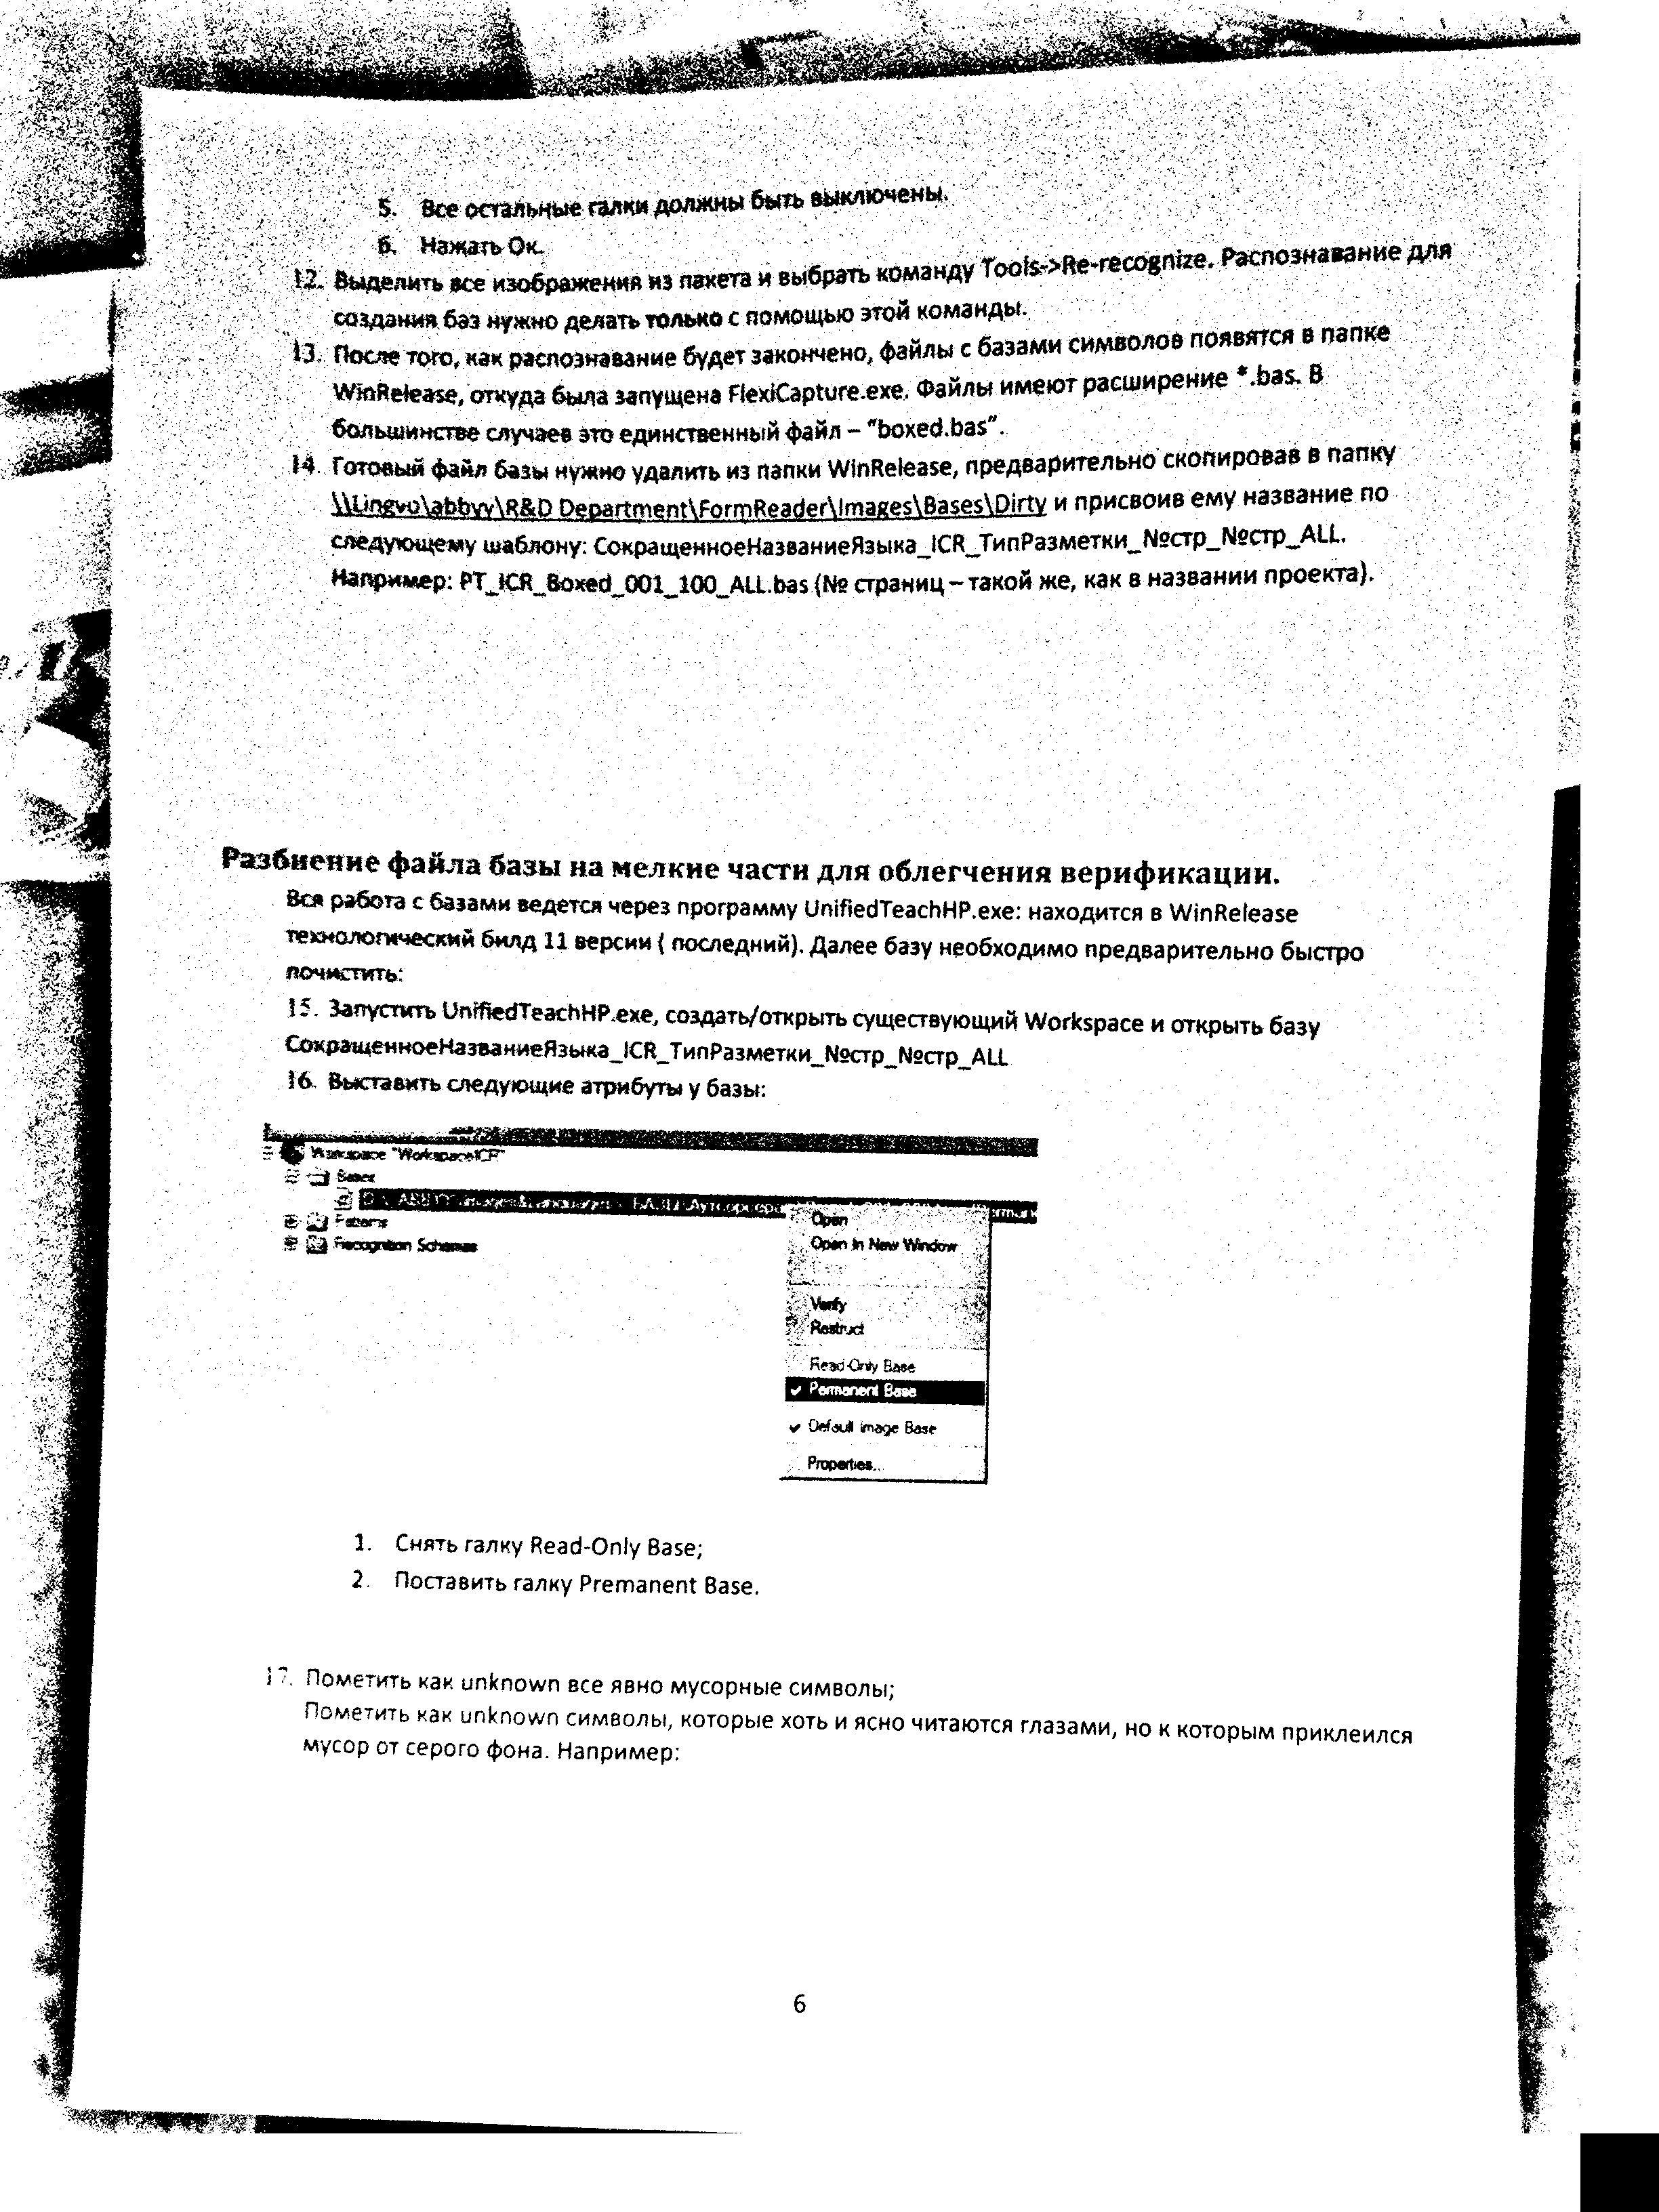 5. Все остальные галки должны быть выключены.
6. Нажать Ок.
12. Выделить все изображения из пакета и выбрать команду Tools->Re-recognize. Распознавание для
создания баз нужно делать только с помощью этой команды.
13. После того, как распознавание будет закончено, файлы с базами символов появятся в папке
WinRelease, откуда была запущена FlexiCapture.exe. Файлы имеют расширение *.bas. В
большинстве случаев это единственный файл – "boxed.bas".
14. Готовый файл базы нужно удалить из папки WinRelease, предварительно скопировав в папку
\\Lingvo\abbyy\R&D Department\FormReader\Images\Bases\Dirty и присвоив ему название по
следующему шаблону: СокращенноеНазваниеЯзыка_ICR_ТипРазметки_№стр_№стр_ALL.
Например: PT_ICR_Boxed_001_100_ALL.bas (№ страниц – такой же, как в названии проекта).
Разбиение файла базы на мелкие части для облегчения верификации.
Вся работа с базами ведется через программу UnifiedTeachHP.exe: находится в WinRelease
технологический билд 11 версии ( последний). Далее базу необходимо предварительно быстро
почистить:
15. Запустить UnifiedTeachHP.exe, создать/открыть существующий Workspace и открыть базу
СокращенноеНазваниеЯзыка_ICR_ТипРазметки_№стр_№стр_ALL
16. Выставить следующие атрибуты у базы:
Workspace "WorkspaceICR"
Bases
Patterns
Recognition Schemas
Open
Open in New Window
Verify
Restruct
Read-Only Base
Permanent Base
Default Image Base
Properties...
1. Снять галку Read-Only Base;
2. Поставить галку Premanent Base.
17. Пометить как unknown все явно мусорные символы;
Пометить как unknown символы, которые хоть и ясно читаются глазами, но к которым приклеился
мусор от серого фона. Например:
6